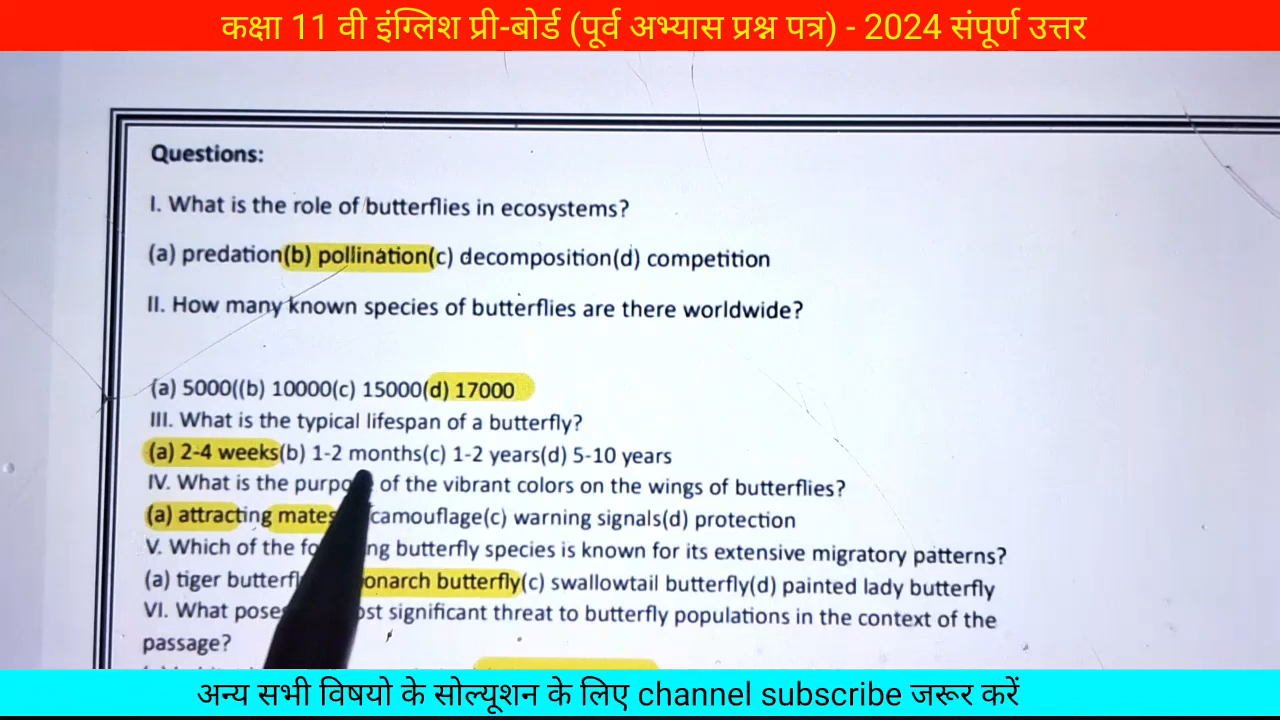 कक्षा 11 वी इंग्लिश प्री-बोर्ड (पूर्व अभ्यास प्रश्न पत्र) - 2024 संपूर्ण उत्तर
Questions:
I. What is the role of butterflies in ecosystems?
(a) predation(b) pollination(c) decomposition(d) competition
II. How many known species of butterflies are there worldwide?
(a) 5000((b) 10000(c) 15000(d) 17000
III. What is the typical lifespan of a butterfly?
(a) 2-4 weeks(b) 1-2 months(c) 1-2 years(d) 5-10 years
IV. What is the of the vibrant colors on the wings of butterflies?
(a) attracting mates camouflage(c) warning signals(d) protection
V. Which of the butterfly species is known for its extensive migratory patterns?
(a) tiger butterfly(c) swallowtail butterfly(d) painted lady butterfly
VI. What significant threat to butterfly populations in the context of the
passage?
अन्य सभी विषयो के सोल्यूशन के लिए channel subscribe जरूर करें